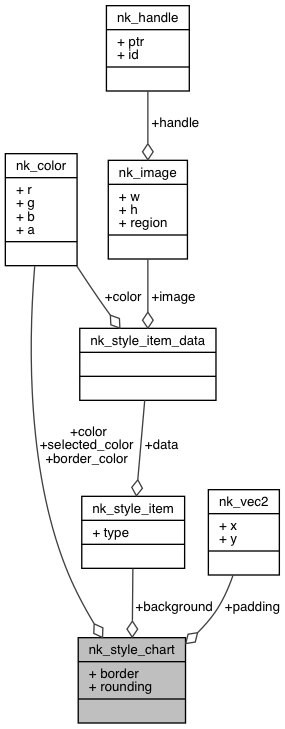 nk_handle
+ ptr
+ id
+handle
nk_color
+ r
+ g
+ b
+ a
nk_image
+ w
+ h
+ region
+color
+image
nk_style_item_data
+color
+selected_color
+border_color
+data
nk_style_item
+ type
nk_vec2
+ x
+ y
+background
+padding
nk_style_chart
+ border
+ rounding